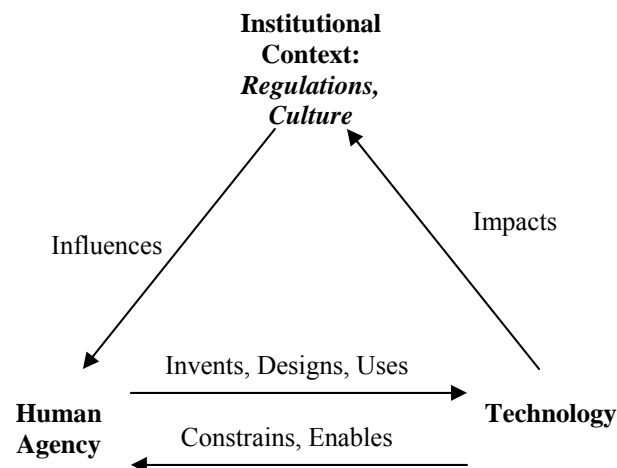 Institutional
Context:
Regulations,
Culture
Influences
Impacts
Invents, Designs, Uses
Human
Agency
Technology
Constrains, Enables